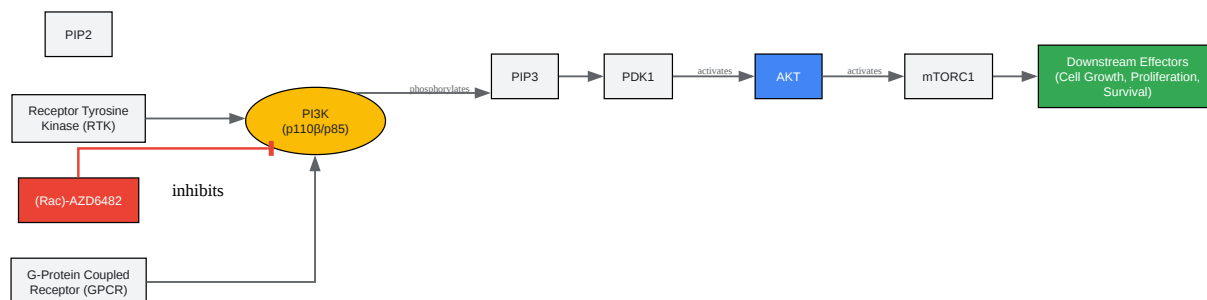 PIP2
Receptor Tyrosine
Kinase (RTK)
(Rac)-AZD6482
inhibits
G-Protein Coupled
Receptor (GPCR)
PI3K
(p110β/p85)
phosphorylates
PIP3
PDK1
activates
AKT
activates
mTORC1
Downstream Effectors
(Cell Growth, Proliferation,
Survival)